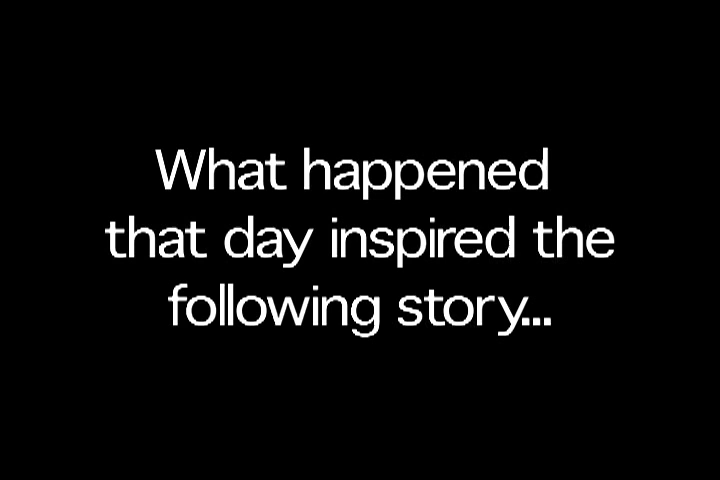 What happened
that day inspired the
following story...